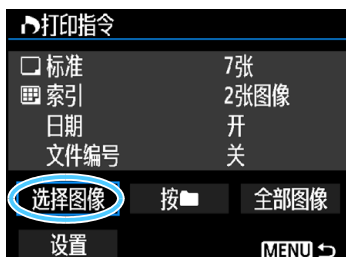 打印指令
标准 7张
索引 2张图像
日期 开
文件编号 关
选择图像 按 全部图像
设置 MENU